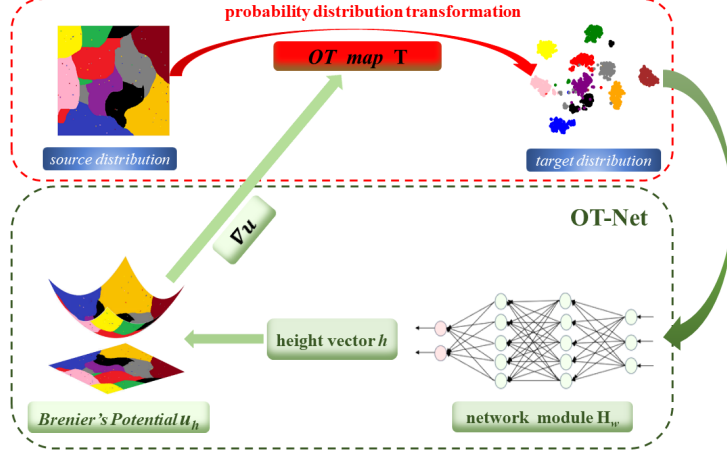 probability distribution transformation
OT map T
source distribution
target distribution
OT-Net
∇u
height vector h
Brenier's Potential u_h
network module H_w